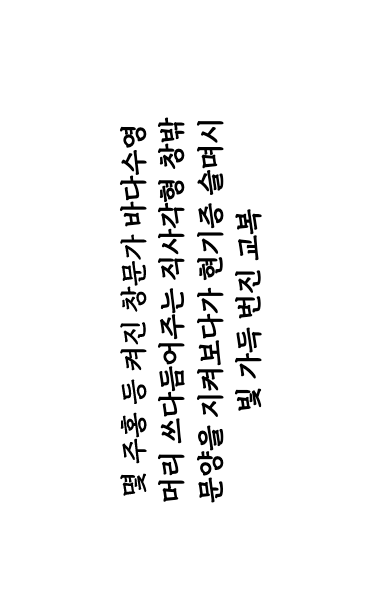 몇 주홍 등 켜진 창문가 바다수영
머리 쓰다듬어주는 직사각형 창밖
문양을 지켜보다가 현기증 슬며시
빛 가득 번진 교복